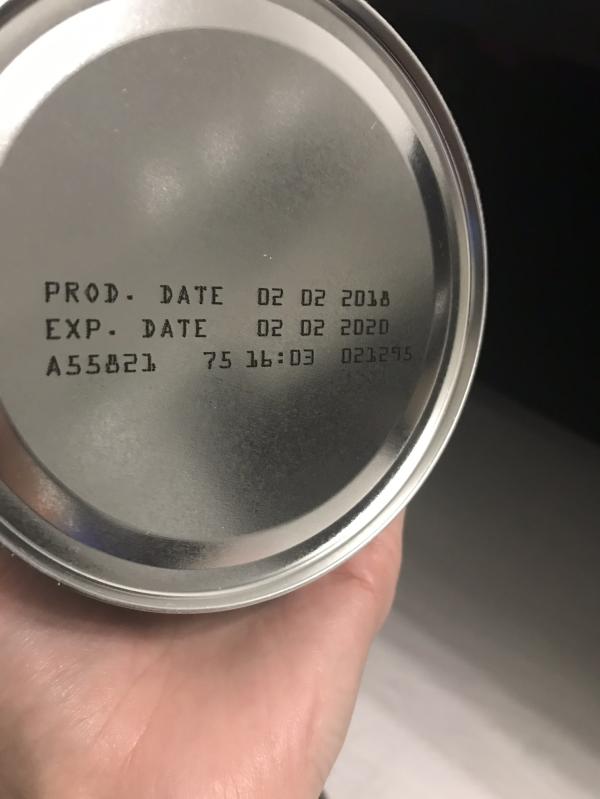 PROD. DATE 02 02 2018
EXP. DATE 02 02 2020
A55821 75 16:03 021295